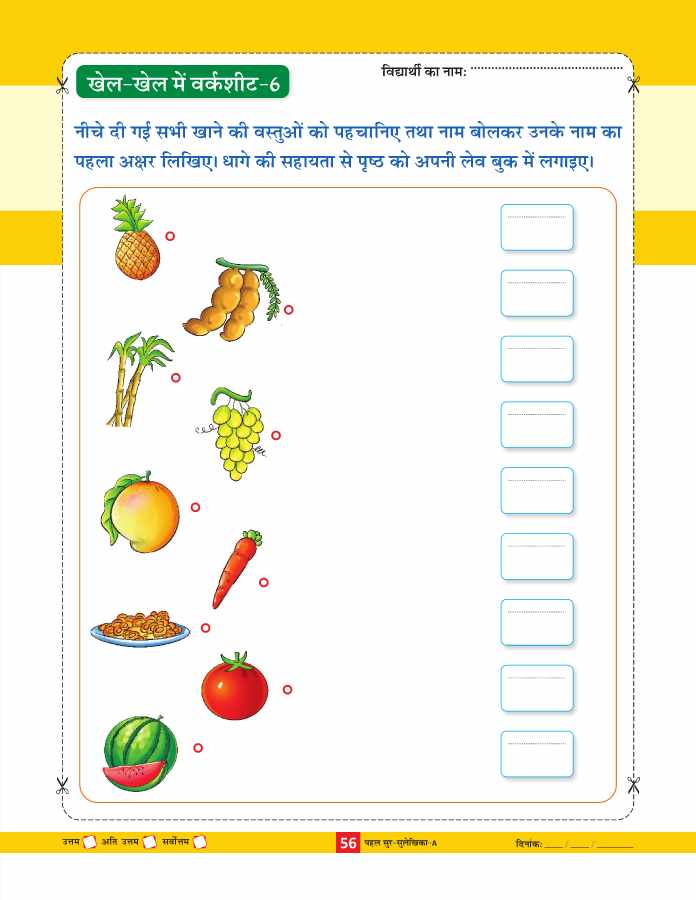 विद्यार्थी का नाम:
खेल-खेल में वर्कशीट-6
नीचे दी गई सभी खाने की वस्तुओं को पहचानिए तथा नाम बोलकर उनके नाम का
पहला अक्षर लिखिए। धागे की सहायता से पृष्ठ को अपनी लेव बुक में लगाइए।
उत्तम अति उत्तम सर्वोत्तम 56 पहल सुर-सुलेखिका-A दिनांक: ____ / ____ / ________